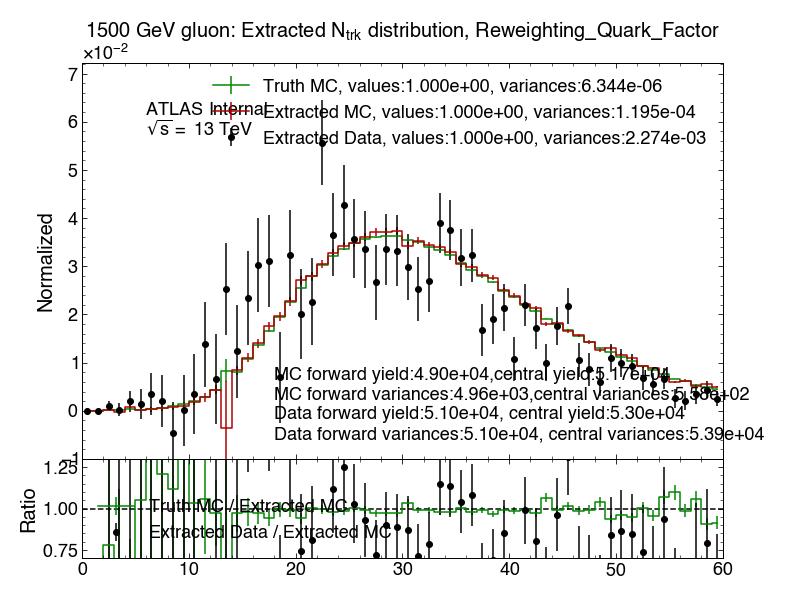 1500 GeV gluon: Extracted Ntrk distribution, Reweighting_Quark_Factor
×10−2
Truth MC, values:1.000e+00, variances:6.344e-06
ATLAS Internal
Extracted MC, values:1.000e+00, variances:1.195e-04
√s = 13 TeV
Extracted Data, values:1.000e+00, variances:2.274e-03
7
6
5
4
3
2
1
0
Normalized
MC forward yield:4.90e+04,central yield:5.17e+04
MC forward variances:4.96e+03,central variances:5.58e+02
Data forward yield:5.10e+04, central yield:5.30e+04
Data forward variances:5.10e+04, central variances:5.39e+04
1.25
1.00
0.75
Ratio
Truth MC / Extracted MC
Extracted Data / Extracted MC
0 10 20 30 40 50 60